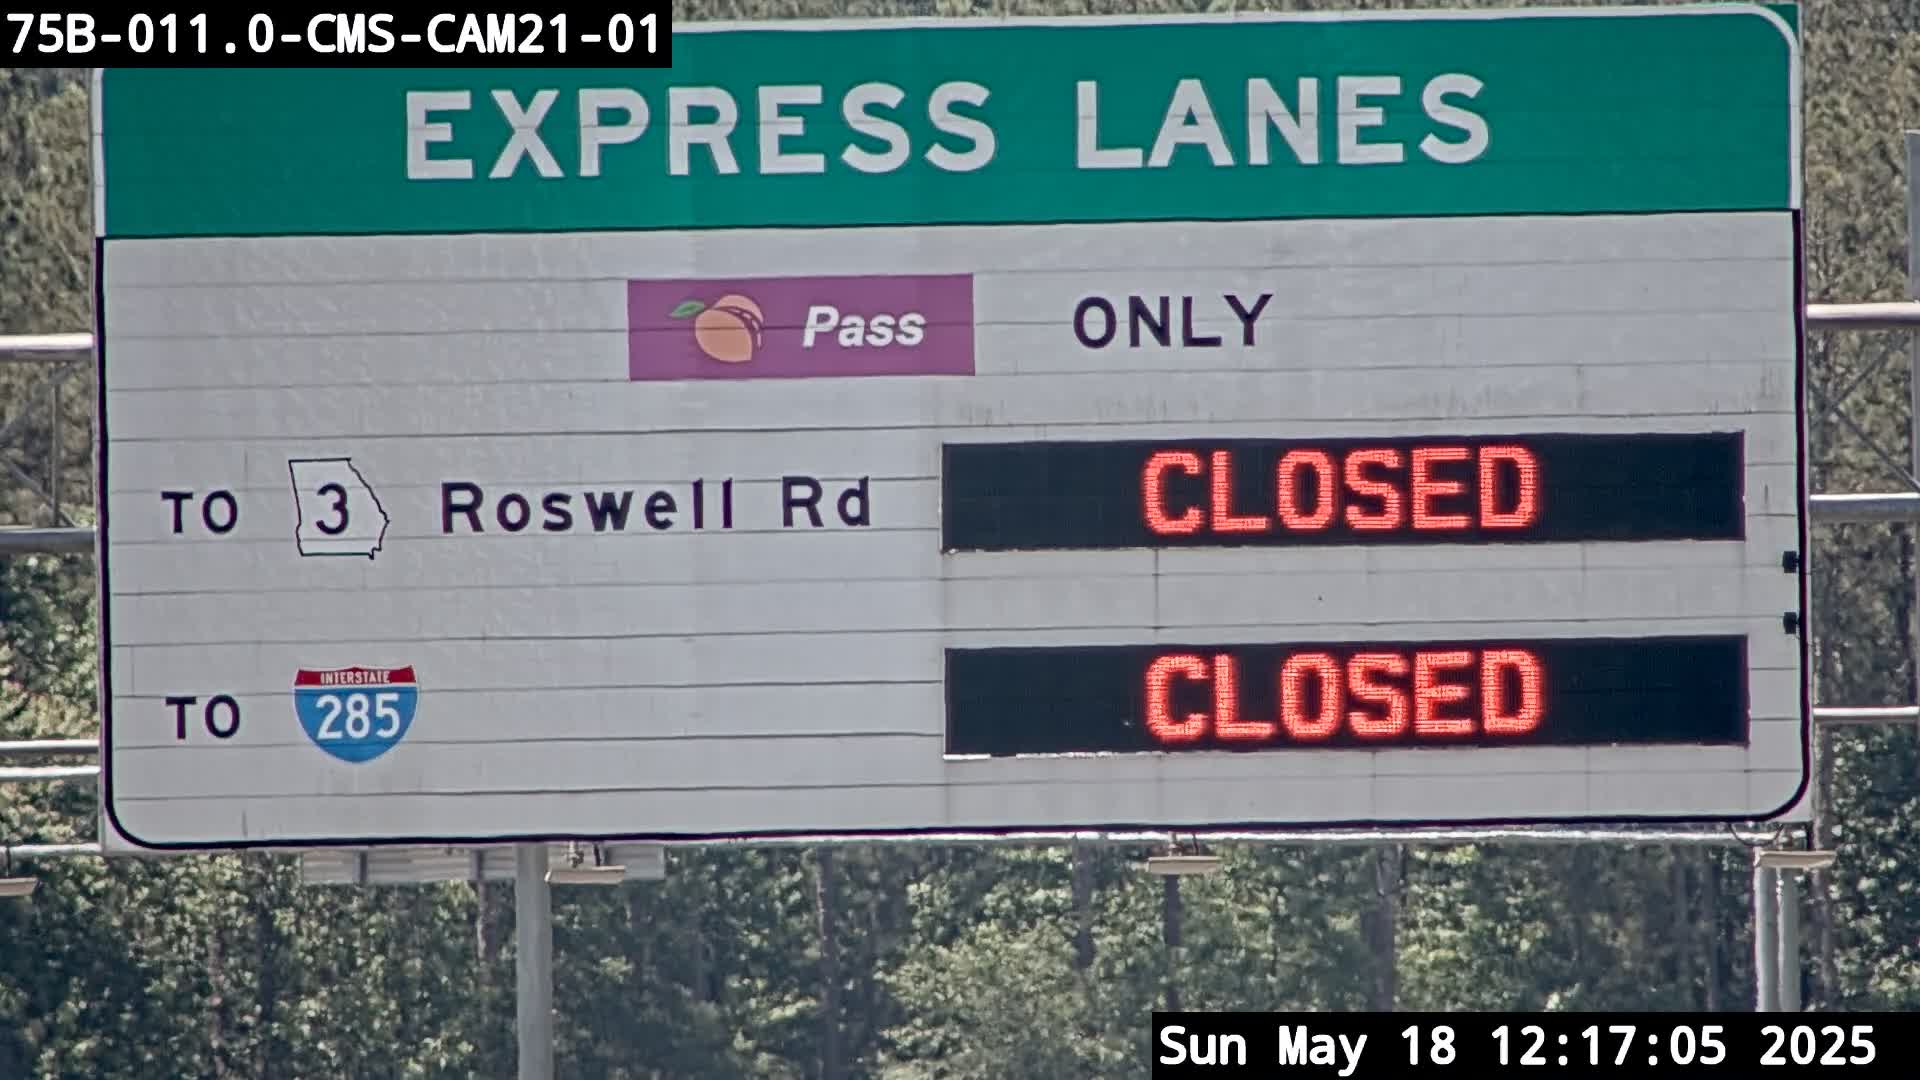 75B-011.0-CMS-CAM21-01
EXPRESS LANES
Pass ONLY
TO 3 Roswell Rd CLOSED
TO INTERSTATE 285 CLOSED
Sun May 18 12:17:05 2025